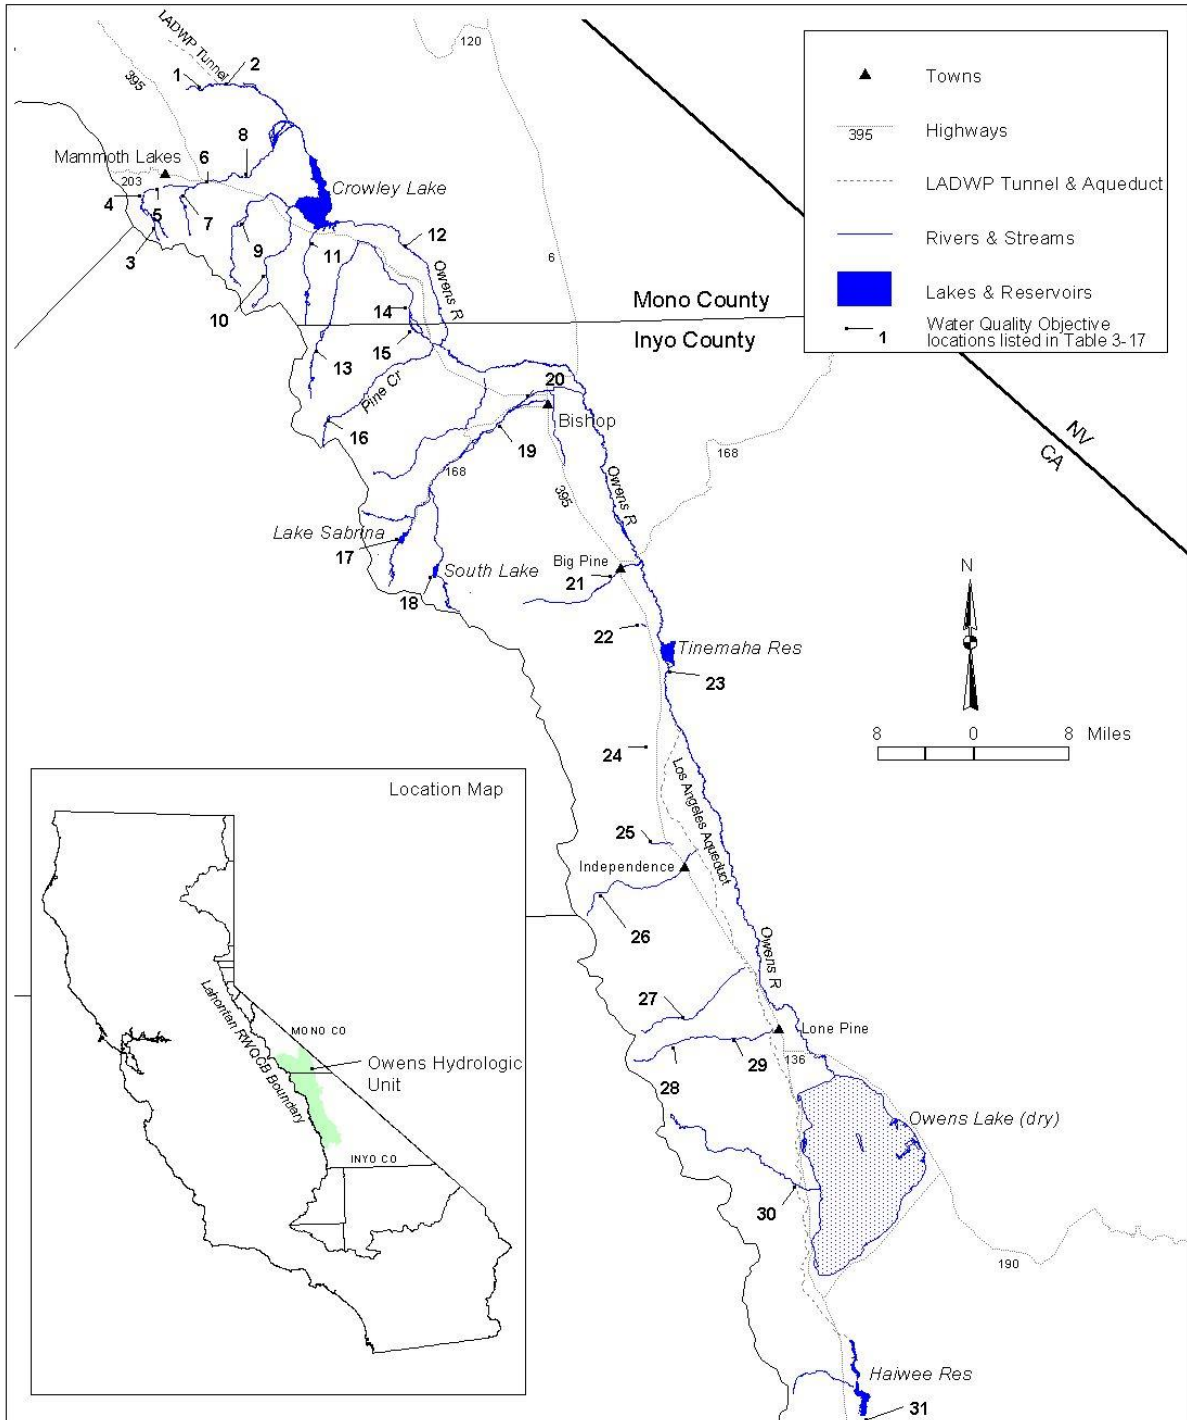 LADWP Tunnel
120
1
2
395
Mammoth Lakes
6
8
203
4
5
7
3
Crowley Lake
9
11
12
10
Owens R
6
14
15
13
Mono County
Inyo County
Pine Cr
16
20
Bishop
19
168
395
Owens R
168
NV
CA
Lake Sabrina
17
South Lake
18
Big Pine
21
22
Tinemaha Res
23
24
Los Angeles Aqueduct
25
Independence
26
Owens R
27
Lone Pine
28
29
136
Owens Lake (dry)
30
190
Haiwee Res
31
Towns
395
Highways
LADWP Tunnel & Aqueduct
Rivers & Streams
Lakes & Reservoirs
1
Water Quality Objective
locations listed in Table 3-17
N
8 0 8 Miles
Location Map
Lahontan RWQCB Boundary
MONO CO
Owens Hydrologic
Unit
INYO CO